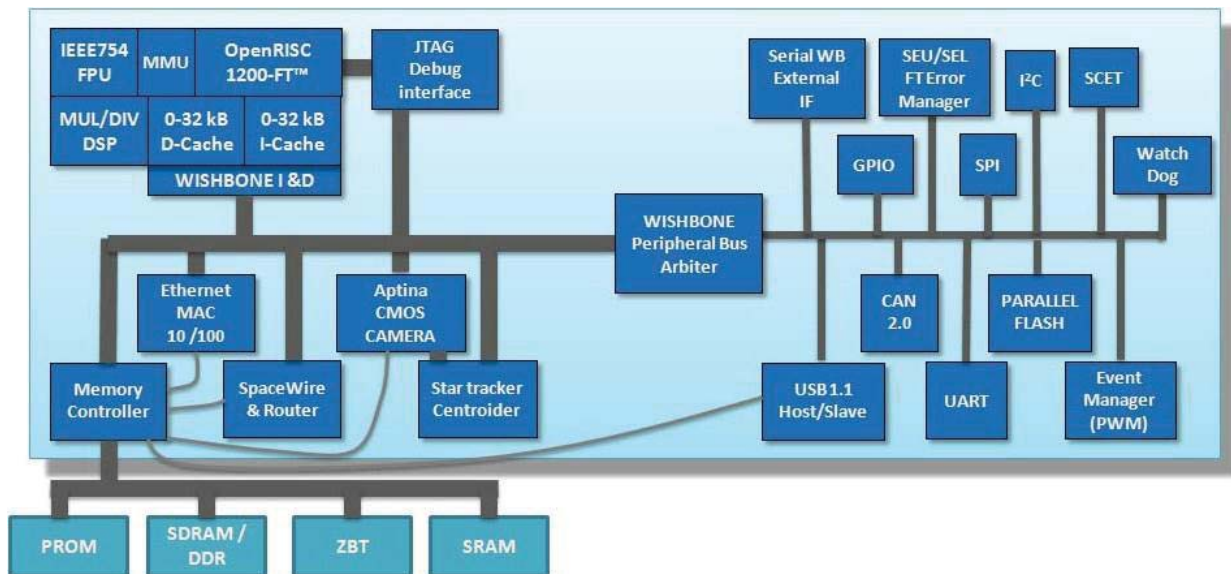 IEEE754
FPU
MMU
OpenRISC
1200-FT™
MUL/DIV
DSP
0-32 kB
D-Cache
0-32 kB
I-Cache
WISHBONE I &D
JTAG
Debug
interface
Serial WB
External
IF
SEU/SEL
FT Error
Manager
I²C
SCET
GPIO
SPI
Watch
Dog
WISHBONE
Peripheral Bus
Arbiter
Ethernet
MAC
10 /100
Aptina
CMOS
CAMERA
CAN
2.0
PARALLEL
FLASH
Memory
Controller
SpaceWire
& Router
Star tracker
Centroider
USB1.1
Host/Slave
UART
Event
Manager
(PWM)
PROM
SDRAM /
DDR
ZBT
SRAM